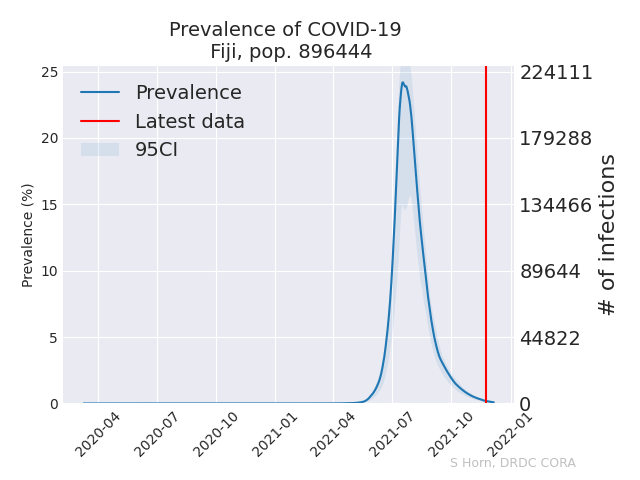 Prevalence of COVID-19
Fiji, pop. 896444
Prevalence
Latest data
95CI
Prevalence (%)
25
20
15
10
5
0
224111
179288
134466
89644
44822
0
# of infections
2020-04
2020-07
2020-10
2021-01
2021-04
2021-07
2021-10
2022-01
S Horn, DRDC CORA